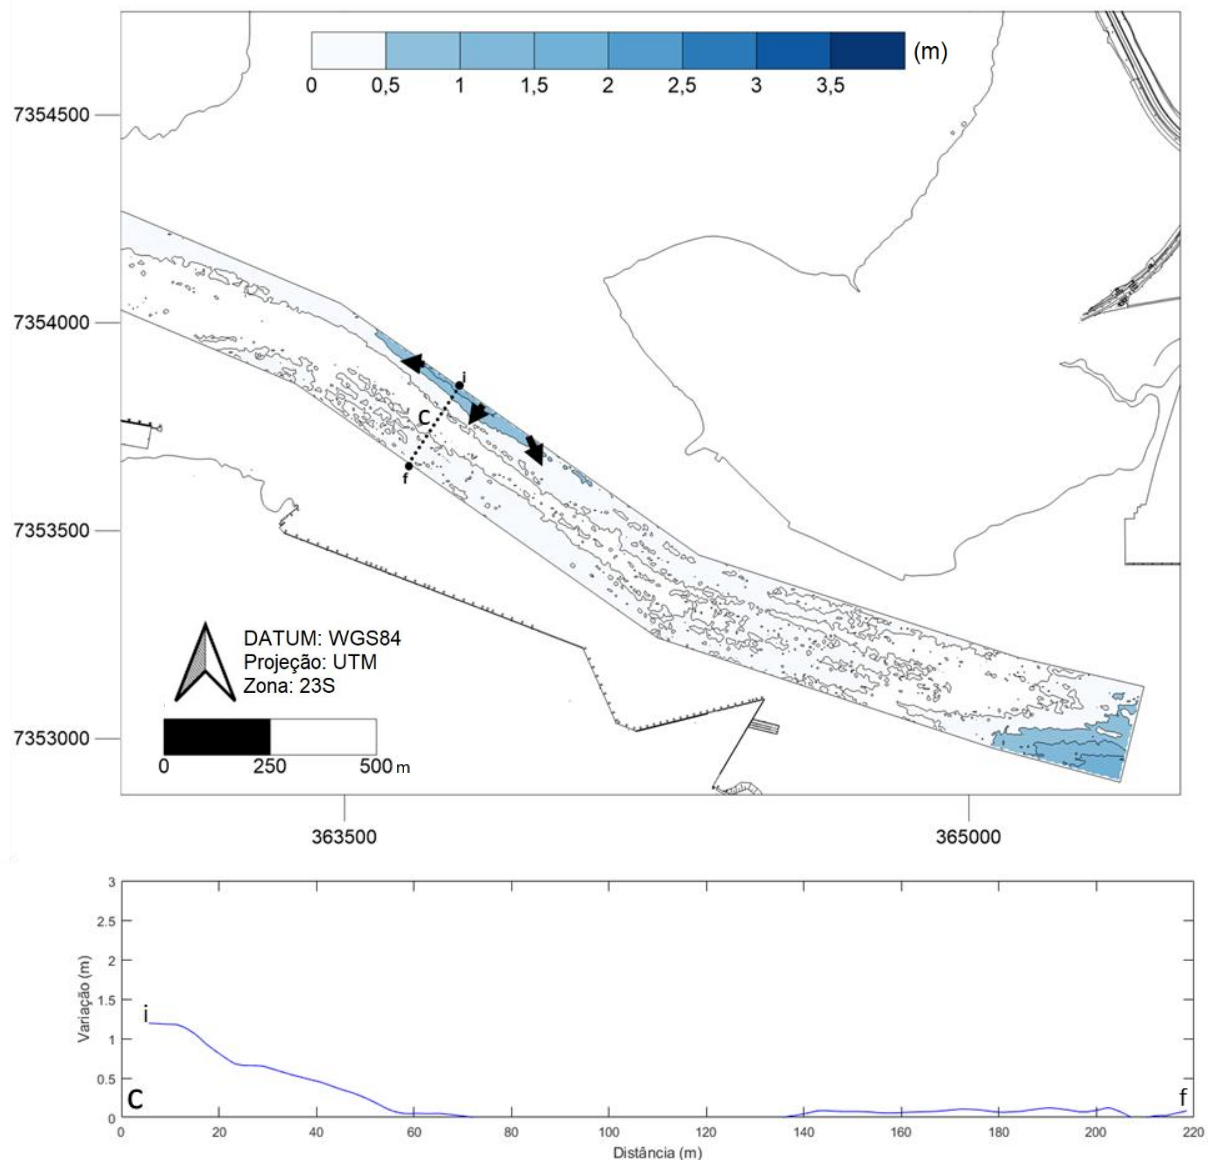 (m)
0 0,5 1 1,5 2 2,5 3 3,5
7354500
7354000
7353500
7353000
i
C
f
DATUM: WGS84
Projeção: UTM
Zona: 23S
0 250 500 m
363500 365000
3
2.5
2
1.5
1
0.5
0
Variação (m)
i
C
f
0 20 40 60 80 100 120 140 160 180 200 220
Distância (m)